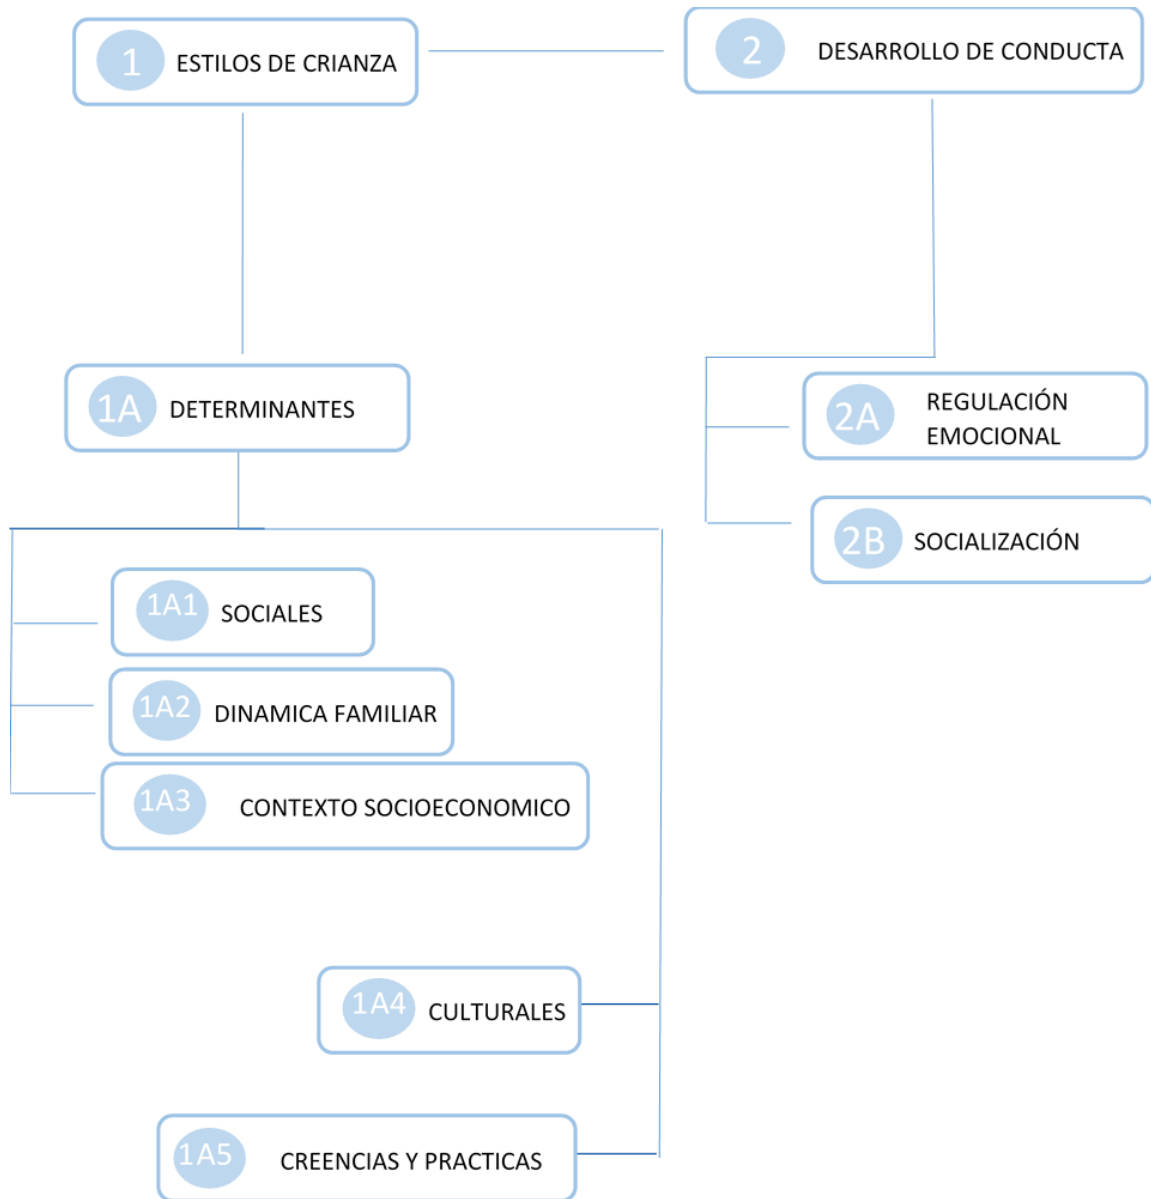 1 ESTILOS DE CRIANZA
2 DESARROLLO DE CONDUCTA
1A DETERMINANTES
2A REGULACIÓN
EMOCIONAL
2B SOCIALIZACIÓN
1A1 SOCIALES
1A2 DINAMICA FAMILIAR
1A3 CONTEXTO SOCIOECONOMICO
1A4 CULTURALES
1A5 CREENCIAS Y PRACTICAS